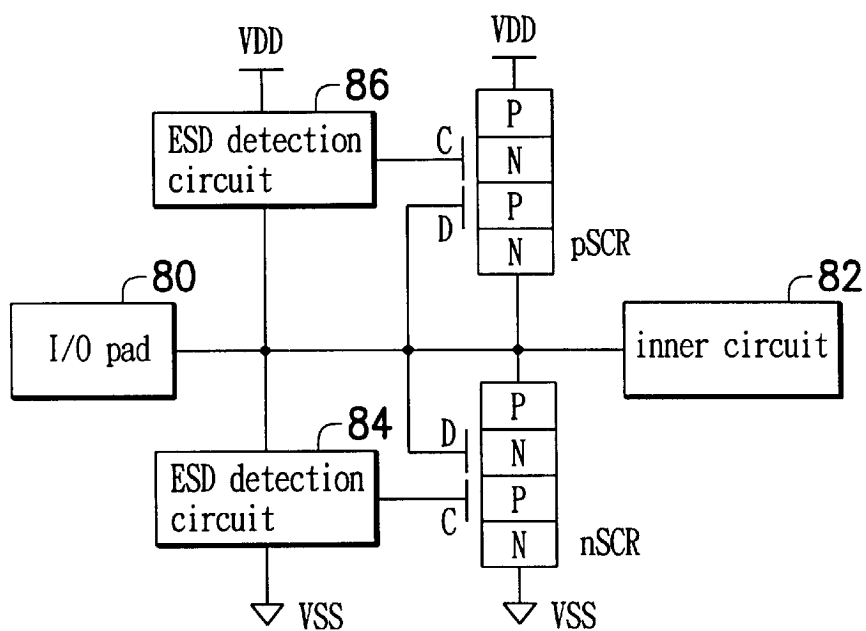 VDD
VDD
86
ESD detection
circuit
C
D
P
N
P
N
pSCR
80
I/O pad
82
inner circuit
84
ESD detection
circuit
D
C
P
N
P
N
nSCR
VSS
VSS